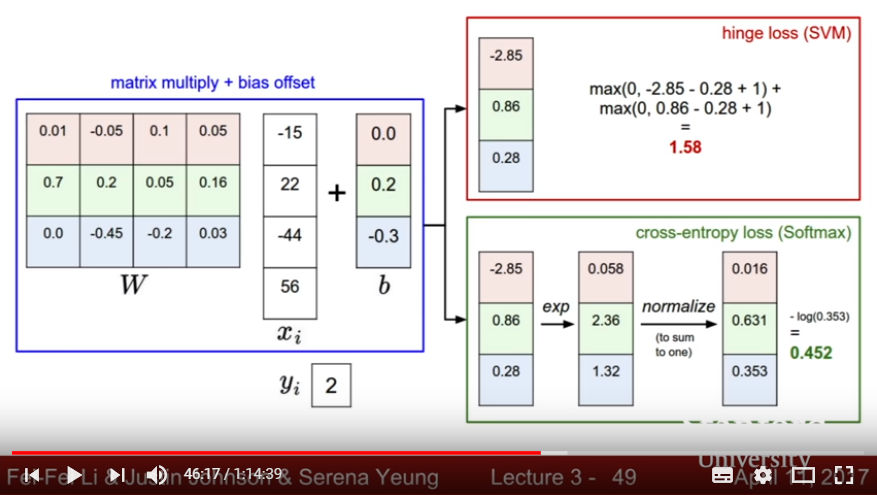 matrix multiply + bias offset
0.01 -0.05 0.1 0.05
0.7 0.2 0.05 0.16
0.0 -0.45 -0.2 0.03
W
-15
22
-44
56
x_i
+
0.0
0.2
-0.3
b
y_i 2
hinge loss (SVM)
-2.85
0.86
0.28
max(0, -2.85 - 0.28 + 1) +
max(0, 0.86 - 0.28 + 1)
=
1.58
cross-entropy loss (Softmax)
-2.85
0.86
0.28
exp
0.058
2.36
1.32
normalize
(to sum
to one)
0.016
0.631
0.353
- log(0.353)
=
0.452
University
46:17 / 1:14:39
Fei-Fei Li & Justin Johnson & Serena Yeung Lecture 3 - 49 April 11, 2017